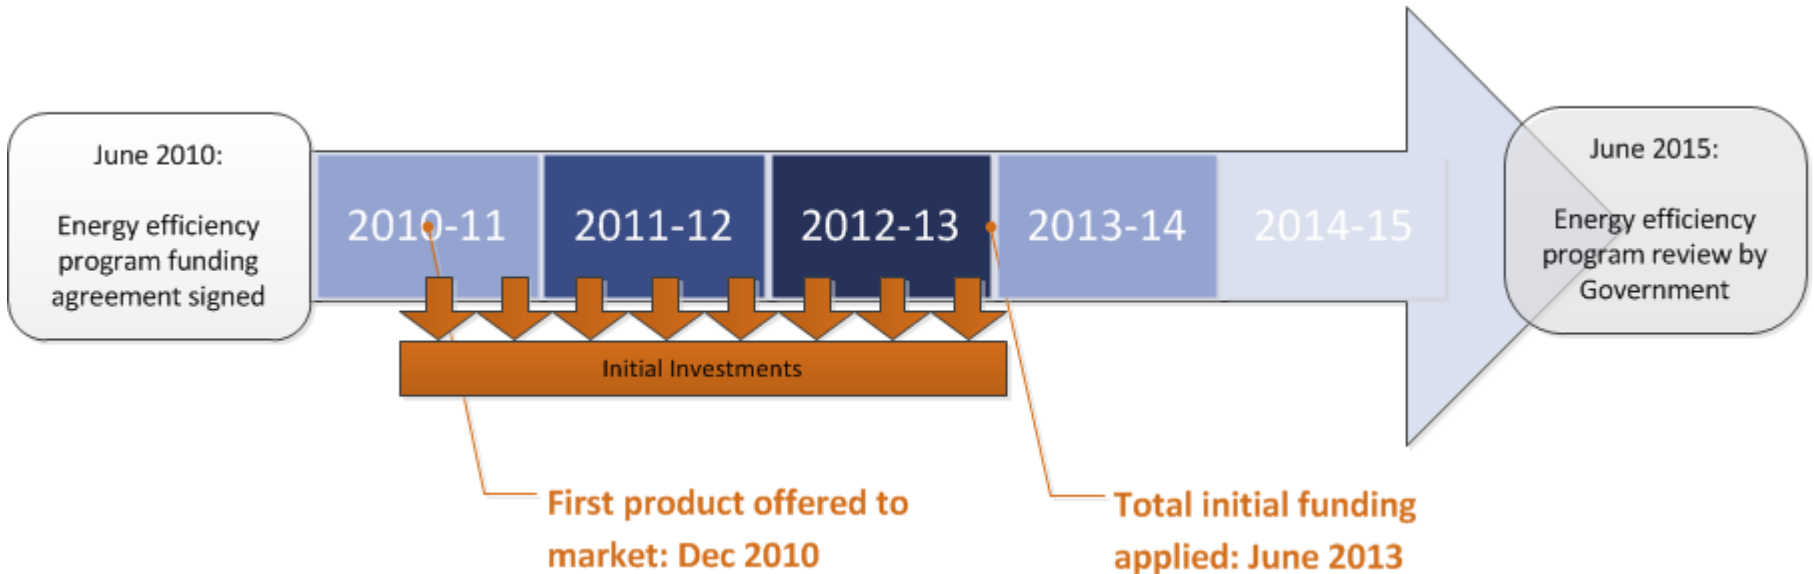 June 2010:
Energy efficiency
program funding
agreement signed
2010-11
2011-12
2012-13
2013-14
2014-15
June 2015:
Energy efficiency
program review by
Government
Initial Investments
First product offered to
market: Dec 2010
Total initial funding
applied: June 2013